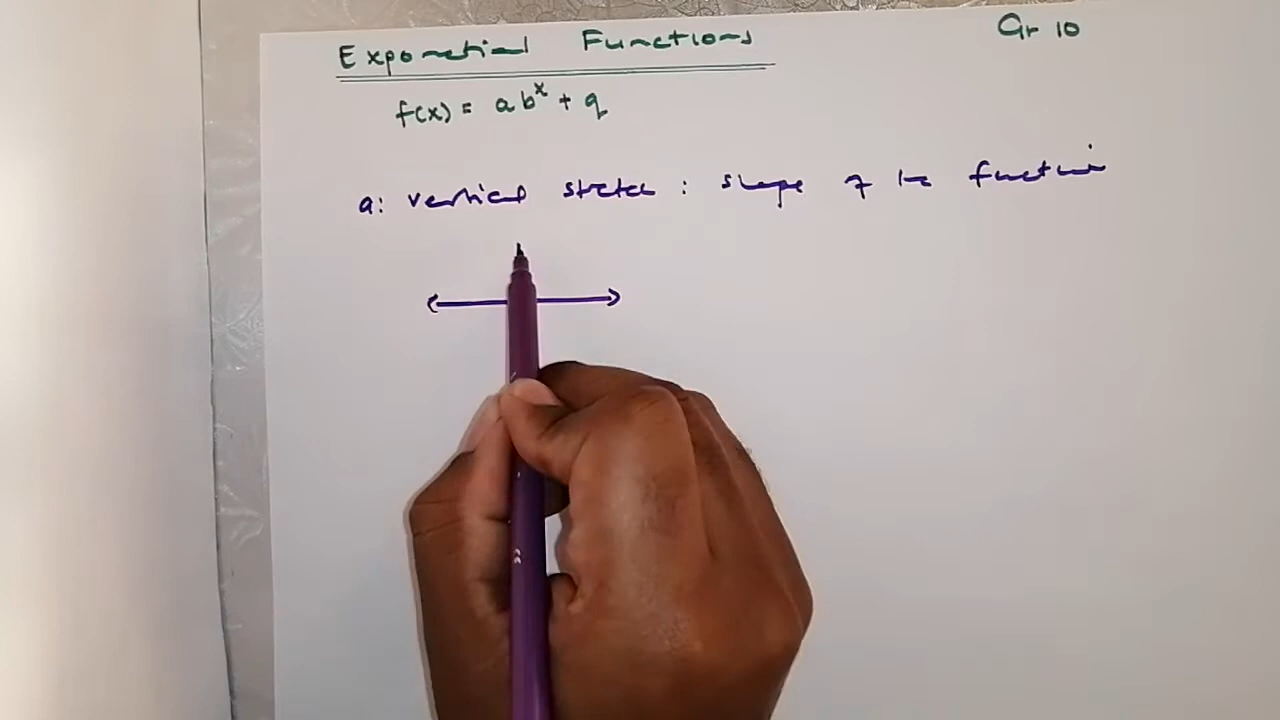 Exponential Functions
Gr 10
f(x) = ab^x + q
a: vertical stretch : shape of the function